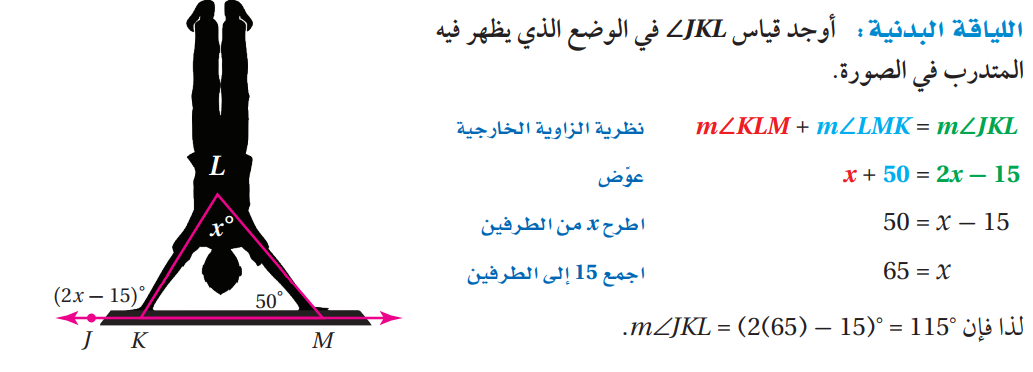 اللياقة البدنية : أوجد قياس ∠JKL في الوضع الذي يظهر فيه
المتدرب في الصورة.
m∠KLM + m∠LMK = m∠JKL نظرية الزاوية الخارجية
x + 50 = 2x − 15 عوّض
50 = x − 15 اطرح x من الطرفين
65 = x اجمع 15 إلى الطرفين
لذا فإن m∠JKL = (2(65) − 15)° = 115°.
L
x°
(2x − 15)° 50°
J K M